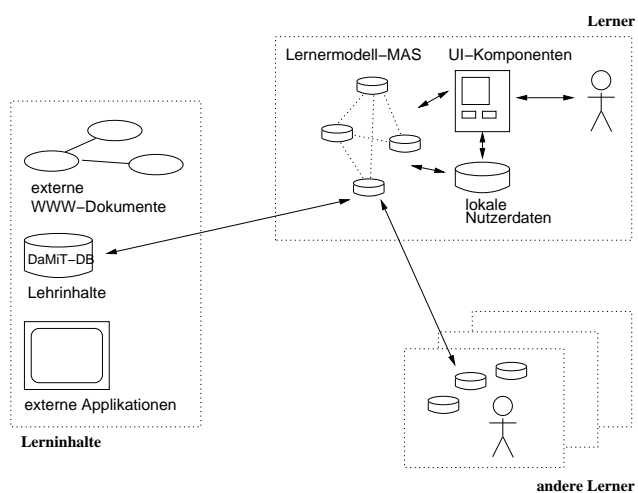 Lerner
Lernermodell–MAS
UI–Komponenten
lokale
Nutzerdaten
externe
WWW–Dokumente
DaMiT–DB
Lehrinhalte
externe Applikationen
Lerninhalte
andere Lerner